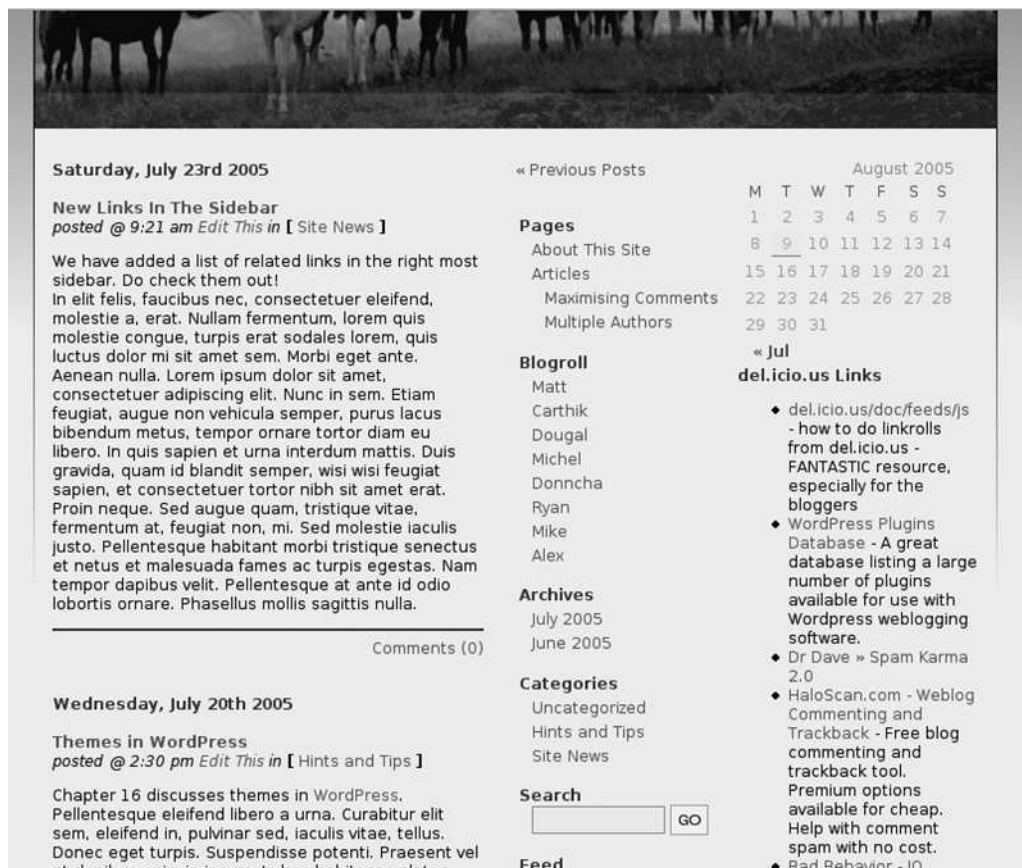 Saturday, July 23rd 2005
New Links In The Sidebar
posted @ 9:21 am Edit This in [ Site News ]
We have added a list of related links in the right most
sidebar. Do check them out!
In elit felis, faucibus nec, consectetuer eleifend,
molestie a, erat. Nullam fermentum, lorem quis
molestie congue, turpis erat sodales lorem, quis
luctus dolor mi sit amet sem. Morbi eget ante.
Aenean nulla. Lorem ipsum dolor sit amet,
consectetuer adipiscing elit. Nunc in sem. Etiam
feugiat, augue non vehicula semper, purus lacus
bibendum metus, tempor ornare tortor diam eu
libero. In quis sapien et urna interdum mattis. Duis
gravida, quam id blandit semper, wisi wisi feugiat
sapien, et consectetuer tortor nibh sit amet erat.
Proin neque. Sed augue quam, tristique vitae,
fermentum at, feugiat non, mi. Sed molestie iaculis
justo. Pellentesque habitant morbi tristique senectus
et netus et malesuada fames ac turpis egestas. Nam
tempor dapibus velit. Pellentesque at ante id odio
lobortis ornare. Phasellus mollis sagittis nulla.
Comments (0)
Wednesday, July 20th 2005
Themes in WordPress
posted @ 2:30 pm Edit This in [ Hints and Tips ]
Chapter 16 discusses themes in WordPress.
Pellentesque eleifend libero a urna. Curabitur elit
sem, eleifend in, pulvinar sed, iaculis vitae, tellus.
Donec eget turpis. Suspendisse potenti. Praesent vel
« Previous Posts
Pages
About This Site
Articles
Maximising Comments
Multiple Authors
Blogroll
Matt
Carthik
Dougal
Michel
Donncha
Ryan
Mike
Alex
Archives
July 2005
June 2005
Categories
Uncategorized
Hints and Tips
Site News
Search
GO
Feed
August 2005
M T W T F S S
1 2 3 4 5 6 7
8 9 10 11 12 13 14
15 16 17 18 19 20 21
22 23 24 25 26 27 28
29 30 31
« Jul
del.icio.us Links
del.icio.us/doc/feeds/js
- how to do linkrolls
from del.icio.us -
FANTASTIC resource,
especially for the
bloggers
WordPress Plugins
Database - A great
database listing a large
number of plugins
available for use with
Wordpress weblogging
software.
Dr Dave » Spam Karma
2.0
HaloScan.com - Weblog
Commenting and
Trackback - Free blog
commenting and
trackback tool.
Premium options
available for cheap.
Help with comment
spam with no cost.
Bad Behavior - IO